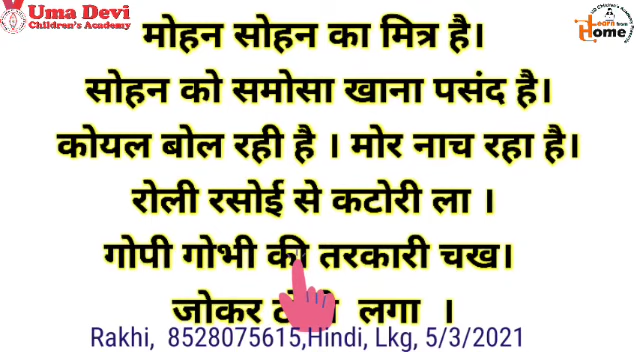 Uma Devi
Children's Academy
Learn from
Home
मोहन सोहन का मित्र है।
सोहन को समोसा खाना पसंद है।
कोयल बोल रही है । मोर नाच रहा है।
रोली रसोई से कटोरी ला ।
गोपी गोभी की तरकारी चख।
जोकर लगा ।
Rakhi, 8528075615,Hindi, Lkg, 5/3/2021